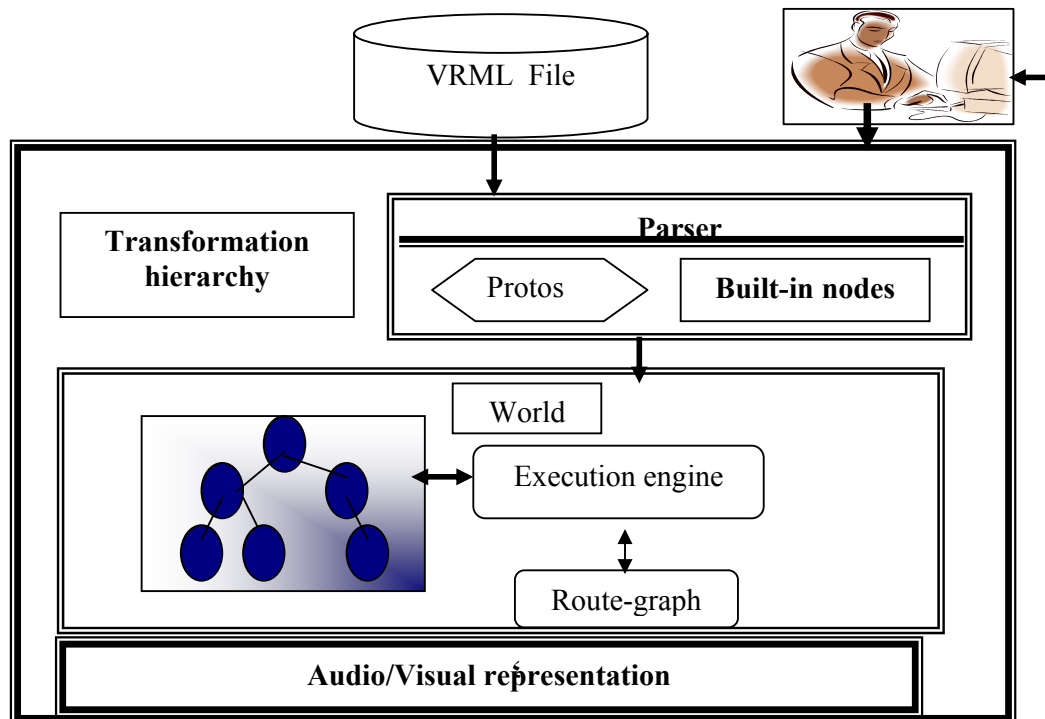 VRML File
Parser
Transformation
hierarchy
Protos
Built-in nodes
World
Execution engine
Route-graph
Audio/Visual representation